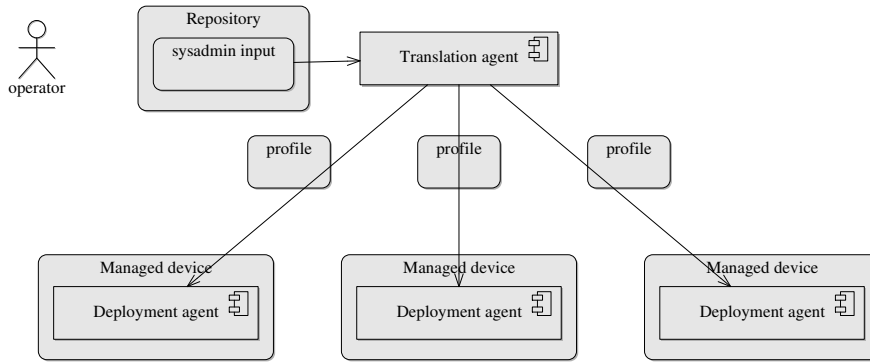 Repository
sysadmin input
Translation agent
operator
profile
profile
profile
Managed device
Managed device
Managed device
Deployment agent
Deployment agent
Deployment agent